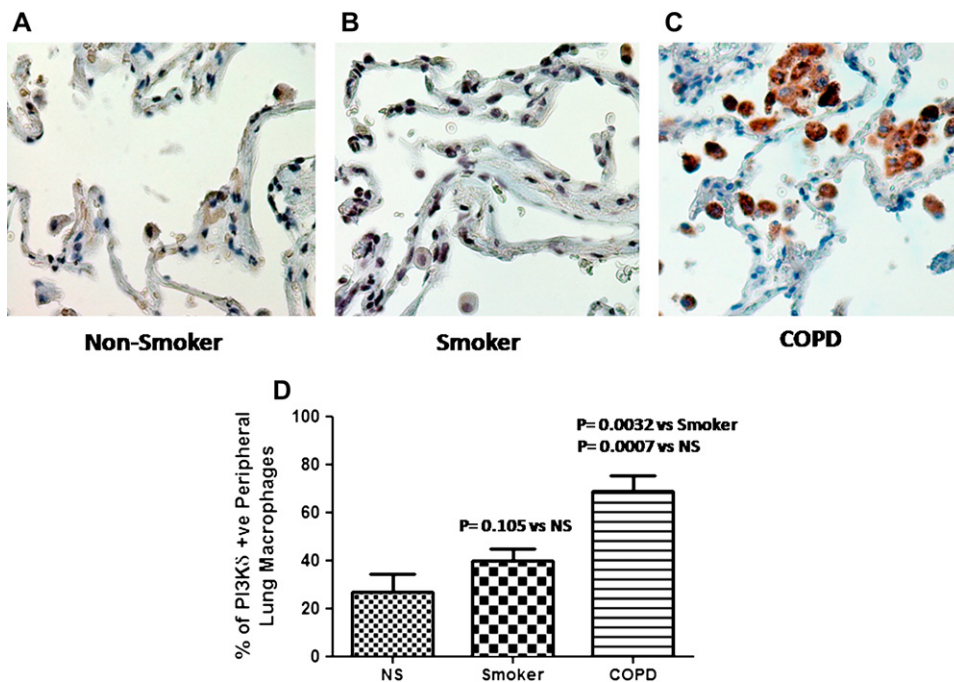 A
B
C
Non-Smoker
Smoker
COPD
D
% of PI3Kδ +ve Peripheral
Lung Macrophages
100
80
60
40
20
0
P= 0.0032 vs Smoker
P= 0.0007 vs NS
P= 0.105 vs NS
NS
Smoker
COPD